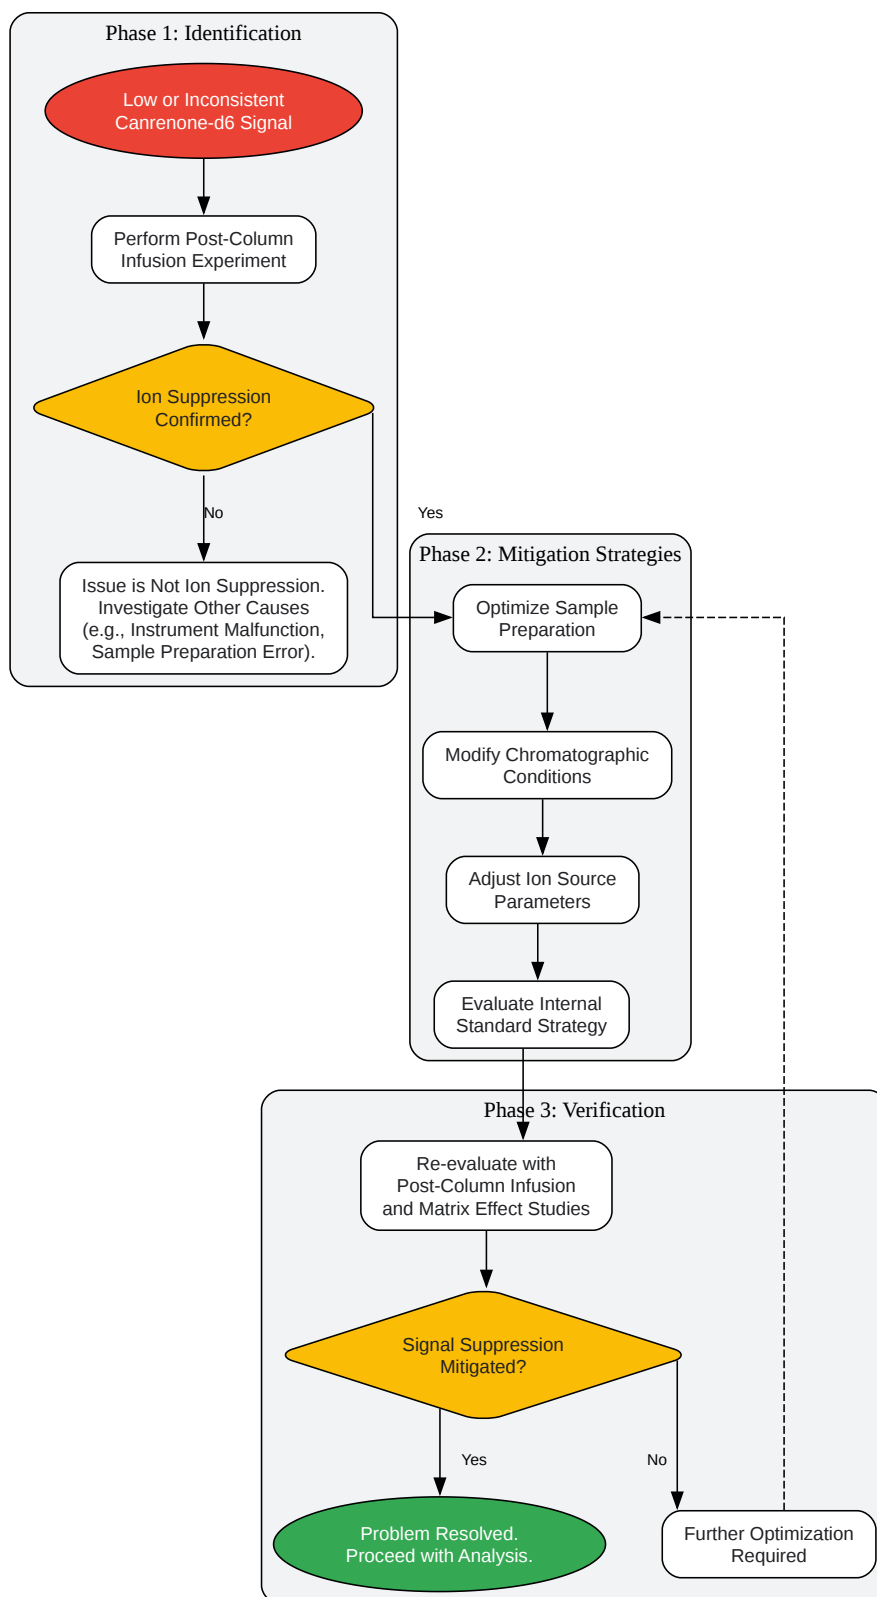 Phase 1: Identification
Low or Inconsistent
Canrenone-d6 Signal
Perform Post-Column
Infusion Experiment
Ion Suppression
Confirmed?
No
Yes
Issue is Not Ion Suppression.
Investigate Other Causes
(e.g., Instrument Malfunction,
Sample Preparation Error).
Phase 2: Mitigation Strategies
Optimize Sample
Preparation
Modify Chromatographic
Conditions
Adjust Ion Source
Parameters
Evaluate Internal
Standard Strategy
Phase 3: Verification
Re-evaluate with
Post-Column Infusion
and Matrix Effect Studies
Signal Suppression
Mitigated?
Yes
No
Problem Resolved.
Proceed with Analysis.
Further Optimization
Required